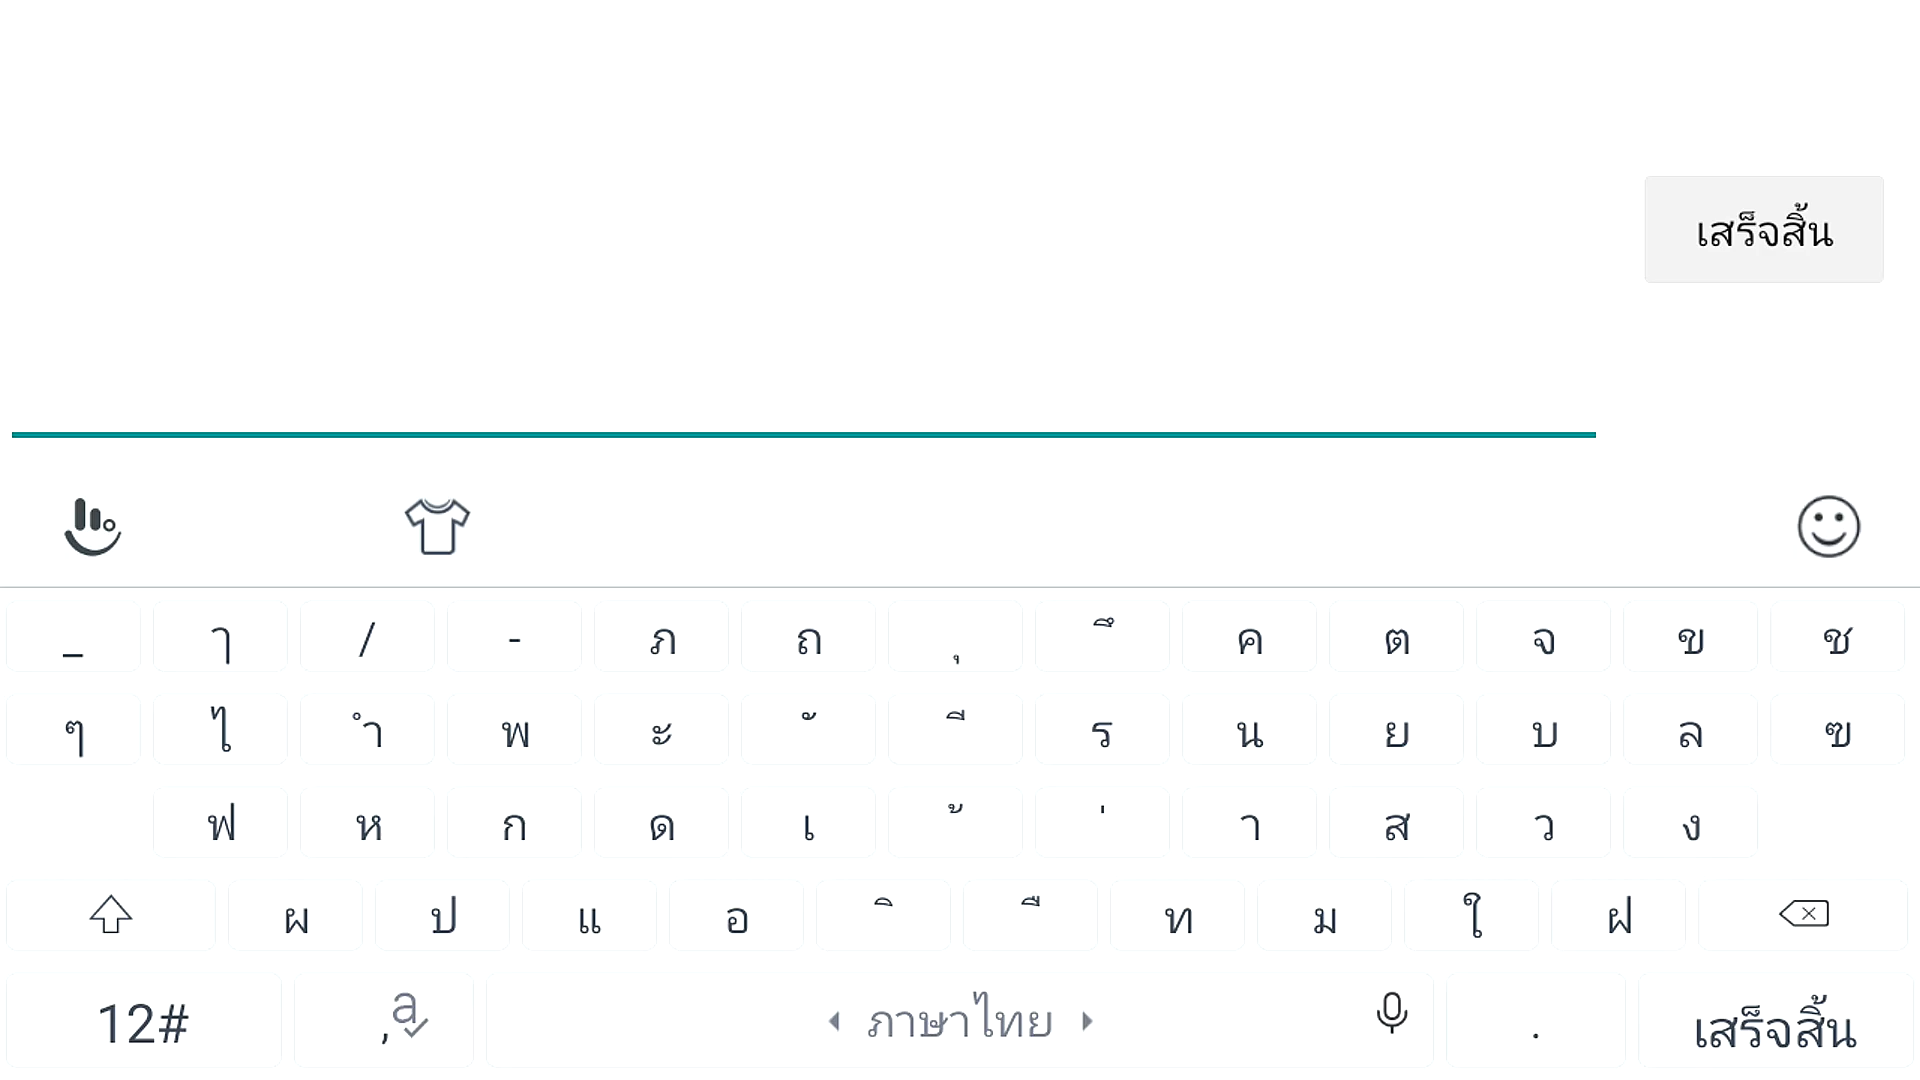 เสร็จสิ้น
_ ๅ / - ภ ถ ุ ึ ค ต จ ข ช
ๆ ไ ำ พ ะ ั ี ร น ย บ ล ฃ
ฟ ห ก ด เ ้ ่ า ส ว ง
ผ ป แ อ ิ ื ท ม ใ ฝ
12# , a ภาษาไทย . เสร็จสิ้น